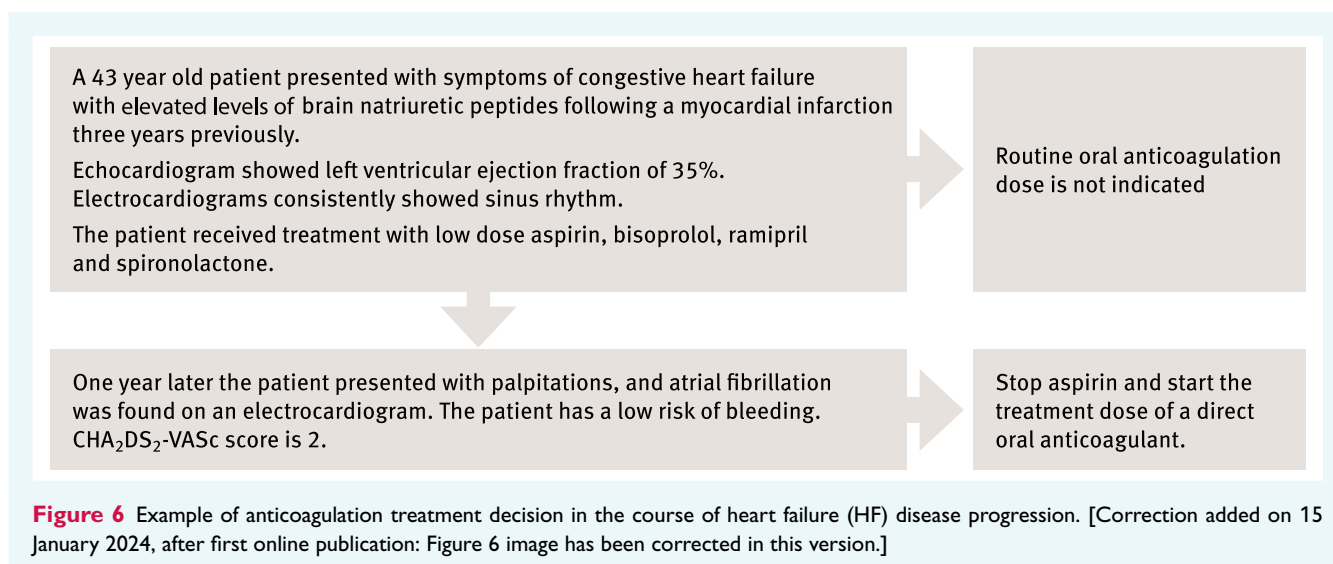 A 43 year old patient presented with symptoms of congestive heart failure
with elevated levels of brain natriuretic peptides following a myocardial infarction
three years previously.
Echocardiogram showed left ventricular ejection fraction of 35%.
Electrocardiograms consistently showed sinus rhythm.
The patient received treatment with low dose aspirin, bisoprolol, ramipril
and spironolactone.
Routine oral anticoagulation
dose is not indicated
One year later the patient presented with palpitations, and atrial fibrillation
was found on an electrocardiogram. The patient has a low risk of bleeding.
CHA₂DS₂-VASc score is 2.
Stop aspirin and start the
treatment dose of a direct
oral anticoagulant.
Figure 6 Example of anticoagulation treatment decision in the course of heart failure (HF) disease progression. [Correction added on 15
January 2024, after first online publication: Figure 6 image has been corrected in this version.]